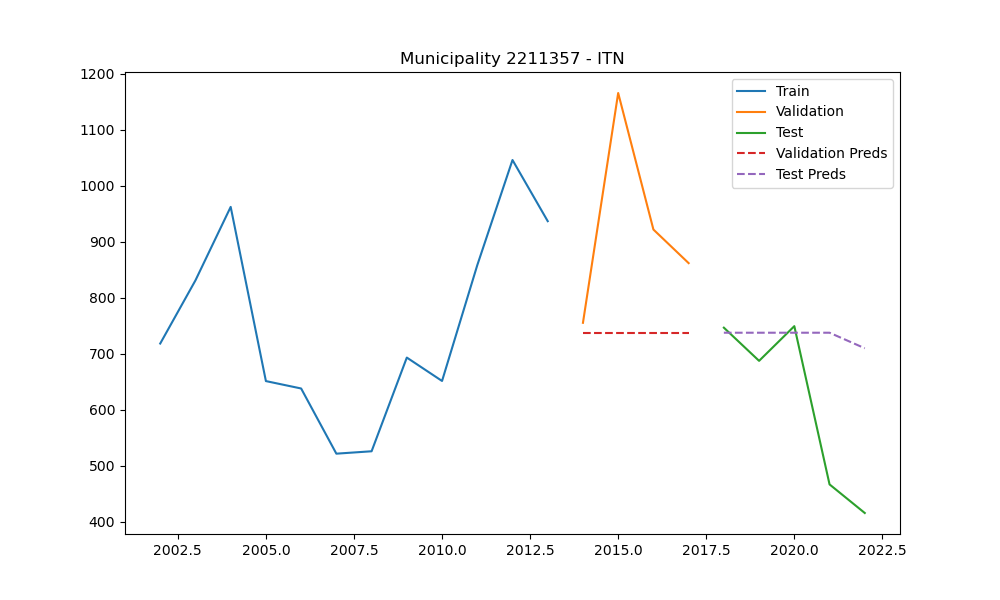 Municipality 2211357 - ITN
1200
1100
1000
900
800
700
600
500
400
Train
Validation
Test
Validation Preds
Test Preds
2002.5 2005.0 2007.5 2010.0 2012.5 2015.0 2017.5 2020.0 2022.5